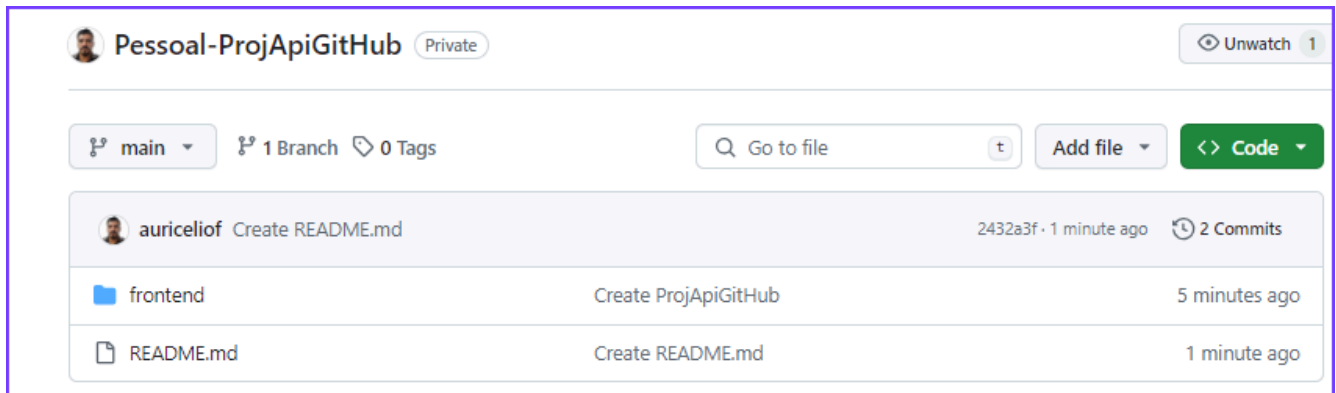 Pessoal-ProjApiGitHub Private Unwatch 1
main 1 Branch 0 Tags Go to file t Add file <> Code
auriceliof Create README.md 2432a3f · 1 minute ago 2 Commits
frontend Create ProjApiGitHub 5 minutes ago
README.md Create README.md 1 minute ago